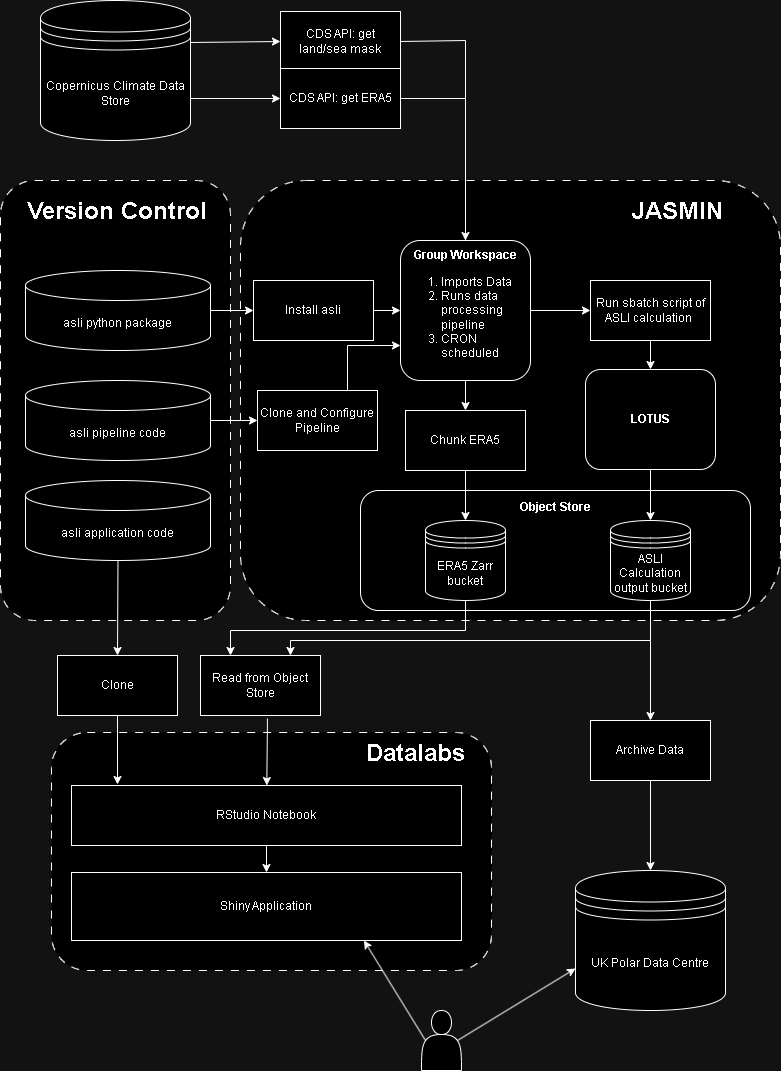 CDS API: get
land/sea mask
Copernicus Climate Data
Store
CDS API: get ERA5
Version Control
JASMIN
Group Workspace
1. Imports Data
2. Runs data
processing
pipeline
3. CRON
scheduled
asli python package
Install asli
Run sbatch script of
ASLI calculation
asli pipeline code
Clone and Configure
Pipeline
Chunk ERA5
LOTUS
Object Store
asli application code
ERA5 Zarr
bucket
ASLI
Calculation
output bucket
Clone
Read from Object
Store
Archive Data
Datalabs
RStudio Notebook
Shiny Application
UK Polar Data Centre